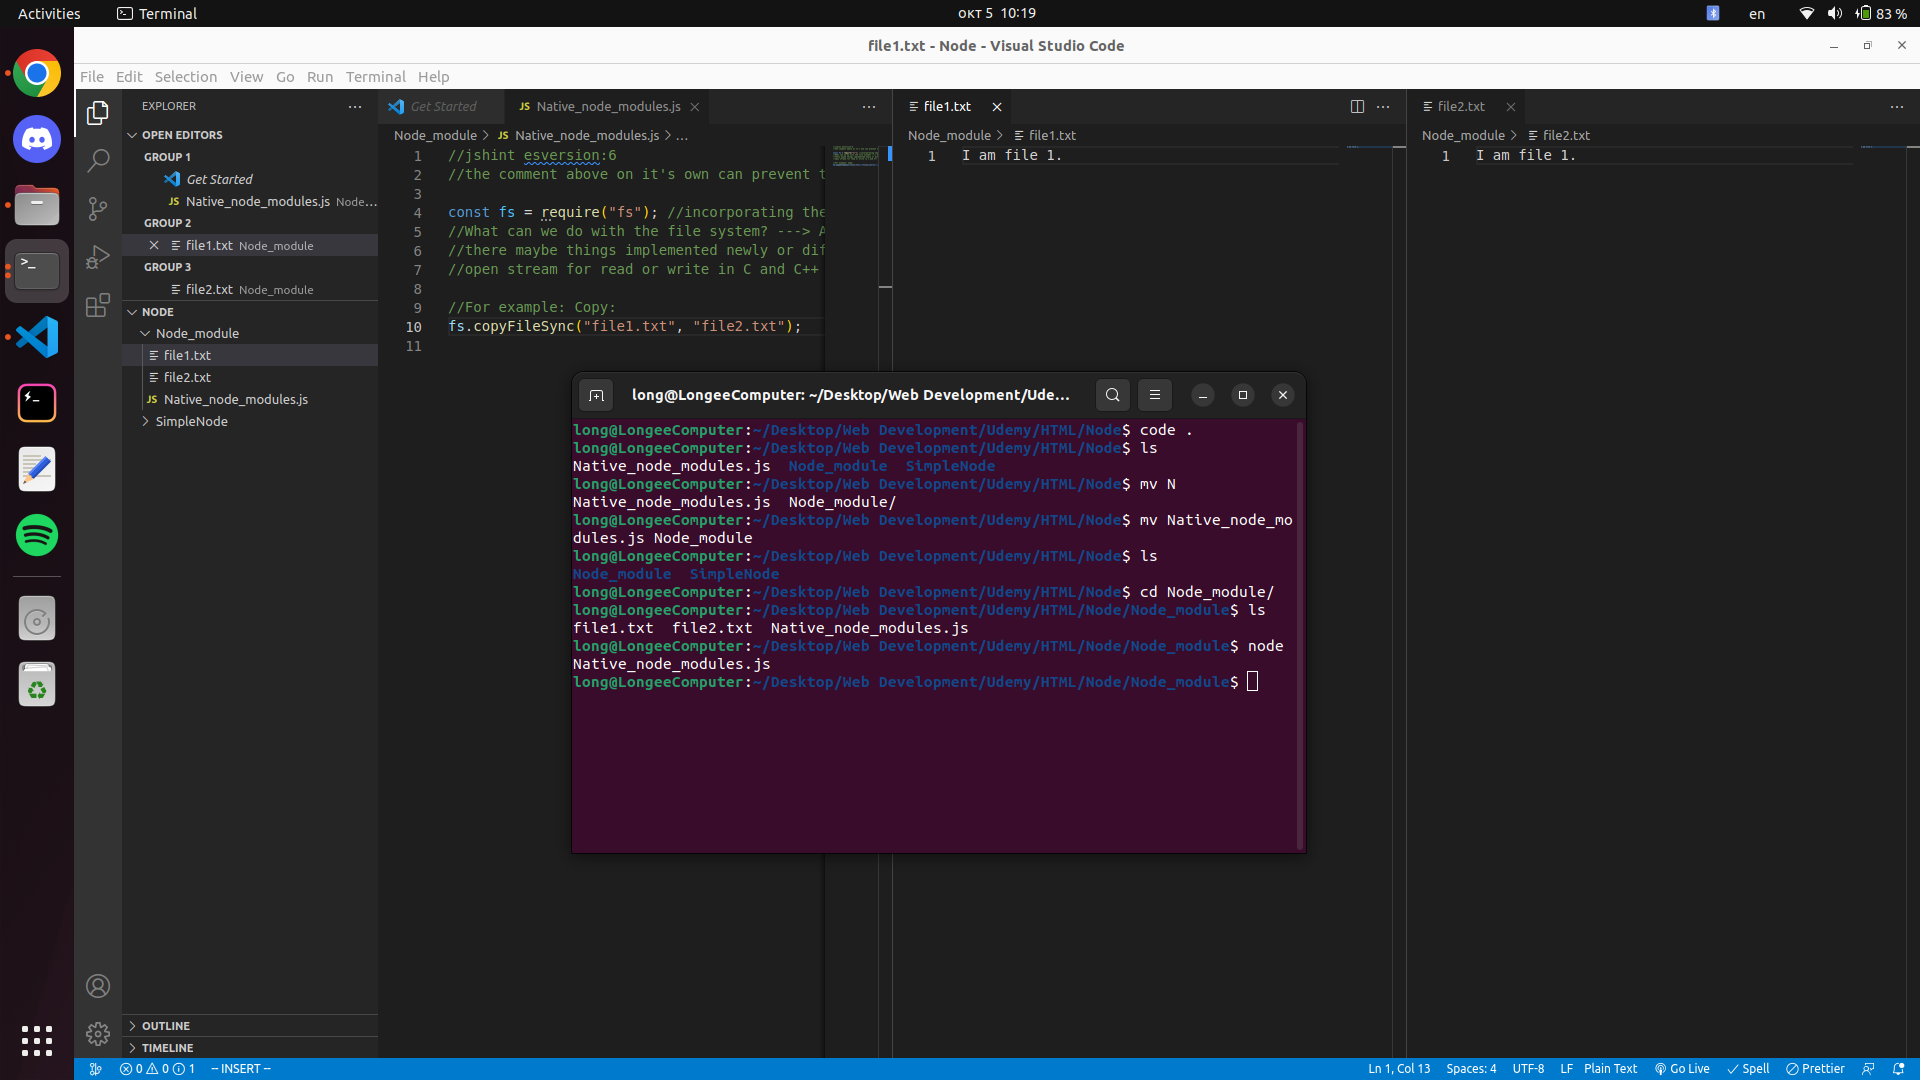 Activities
Terminal
окт 5 10:19
en
83 %
file1.txt - Node - Visual Studio Code
File Edit Selection View Go Run Terminal Help
EXPLORER
OPEN EDITORS
GROUP 1
Get Started
Native_node_modules.js Node...
GROUP 2
file1.txt Node_module
GROUP 3
file2.txt Node_module
NODE
Node_module
file1.txt
file2.txt
Native_node_modules.js
SimpleNode
OUTLINE
TIMELINE
Get Started
JS Native_node_modules.js
Node_module > JS Native_node_modules.js > ...
1 //jshint esversion:6
2 //the comment above on it's own can prevent t
3
4 const fs = require("fs"); //incorporating the
5 //What can we do with the file system? ---> A
6 //there maybe things implemented newly or dif
7 //open stream for read or write in C and C++
8
9 //For example: Copy:
10 fs.copyFileSync("file1.txt", "file2.txt");
11
file1.txt
Node_module > file1.txt
1 I am file 1.
file2.txt
Node_module > file2.txt
1 I am file 1.
long@LongeeComputer: ~/Desktop/Web Development/Ude...
long@LongeeComputer:~/Desktop/Web Development/Udemy/HTML/Node$ code .
long@LongeeComputer:~/Desktop/Web Development/Udemy/HTML/Node$ ls
Native_node_modules.js Node_module SimpleNode
long@LongeeComputer:~/Desktop/Web Development/Udemy/HTML/Node$ mv N
Native_node_modules.js Node_module/
long@LongeeComputer:~/Desktop/Web Development/Udemy/HTML/Node$ mv Native_node_mo
dules.js Node_module
long@LongeeComputer:~/Desktop/Web Development/Udemy/HTML/Node$ ls
Node_module SimpleNode
long@LongeeComputer:~/Desktop/Web Development/Udemy/HTML/Node$ cd Node_module/
long@LongeeComputer:~/Desktop/Web Development/Udemy/HTML/Node/Node_module$ ls
file1.txt file2.txt Native_node_modules.js
long@LongeeComputer:~/Desktop/Web Development/Udemy/HTML/Node/Node_module$ node
Native_node_modules.js
long@LongeeComputer:~/Desktop/Web Development/Udemy/HTML/Node/Node_module$
0 0 1 -- INSERT --
Ln 1, Col 13 Spaces: 4 UTF-8 LF Plain Text Go Live Spell Prettier